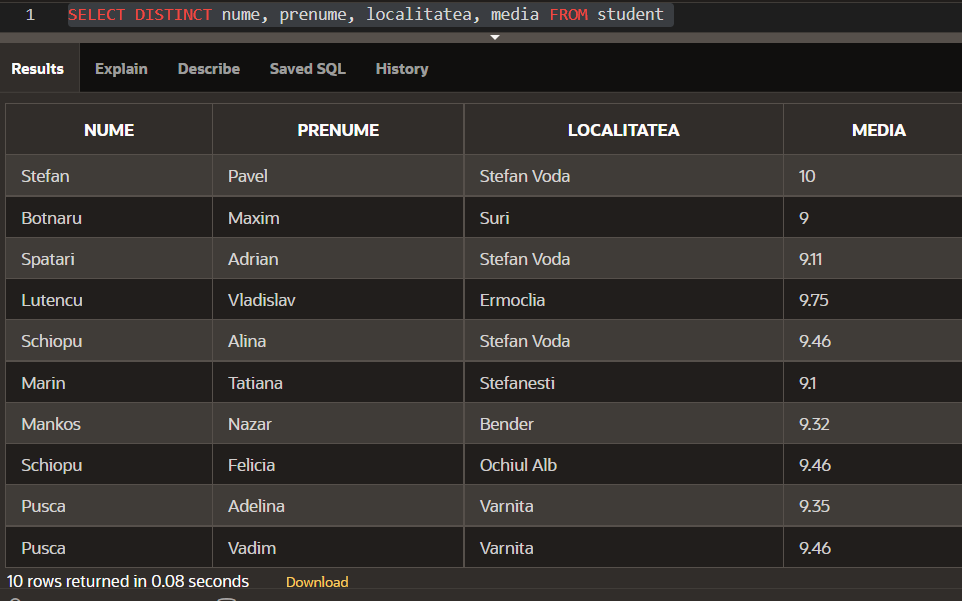 1 SELECT DISTINCT nume, prenume, localitatea, media FROM student
Results Explain Describe Saved SQL History
NUME PRENUME LOCALITATEA MEDIA
Stefan Pavel Stefan Voda 10
Botnaru Maxim Suri 9
Spatari Adrian Stefan Voda 9.11
Lutencu Vladislav Ermoclia 9.75
Schiopu Alina Stefan Voda 9.46
Marin Tatiana Stefanesti 9.1
Mankos Nazar Bender 9.32
Schiopu Felicia Ochiul Alb 9.46
Pusca Adelina Varnita 9.35
Pusca Vadim Varnita 9.46
10 rows returned in 0.08 seconds Download